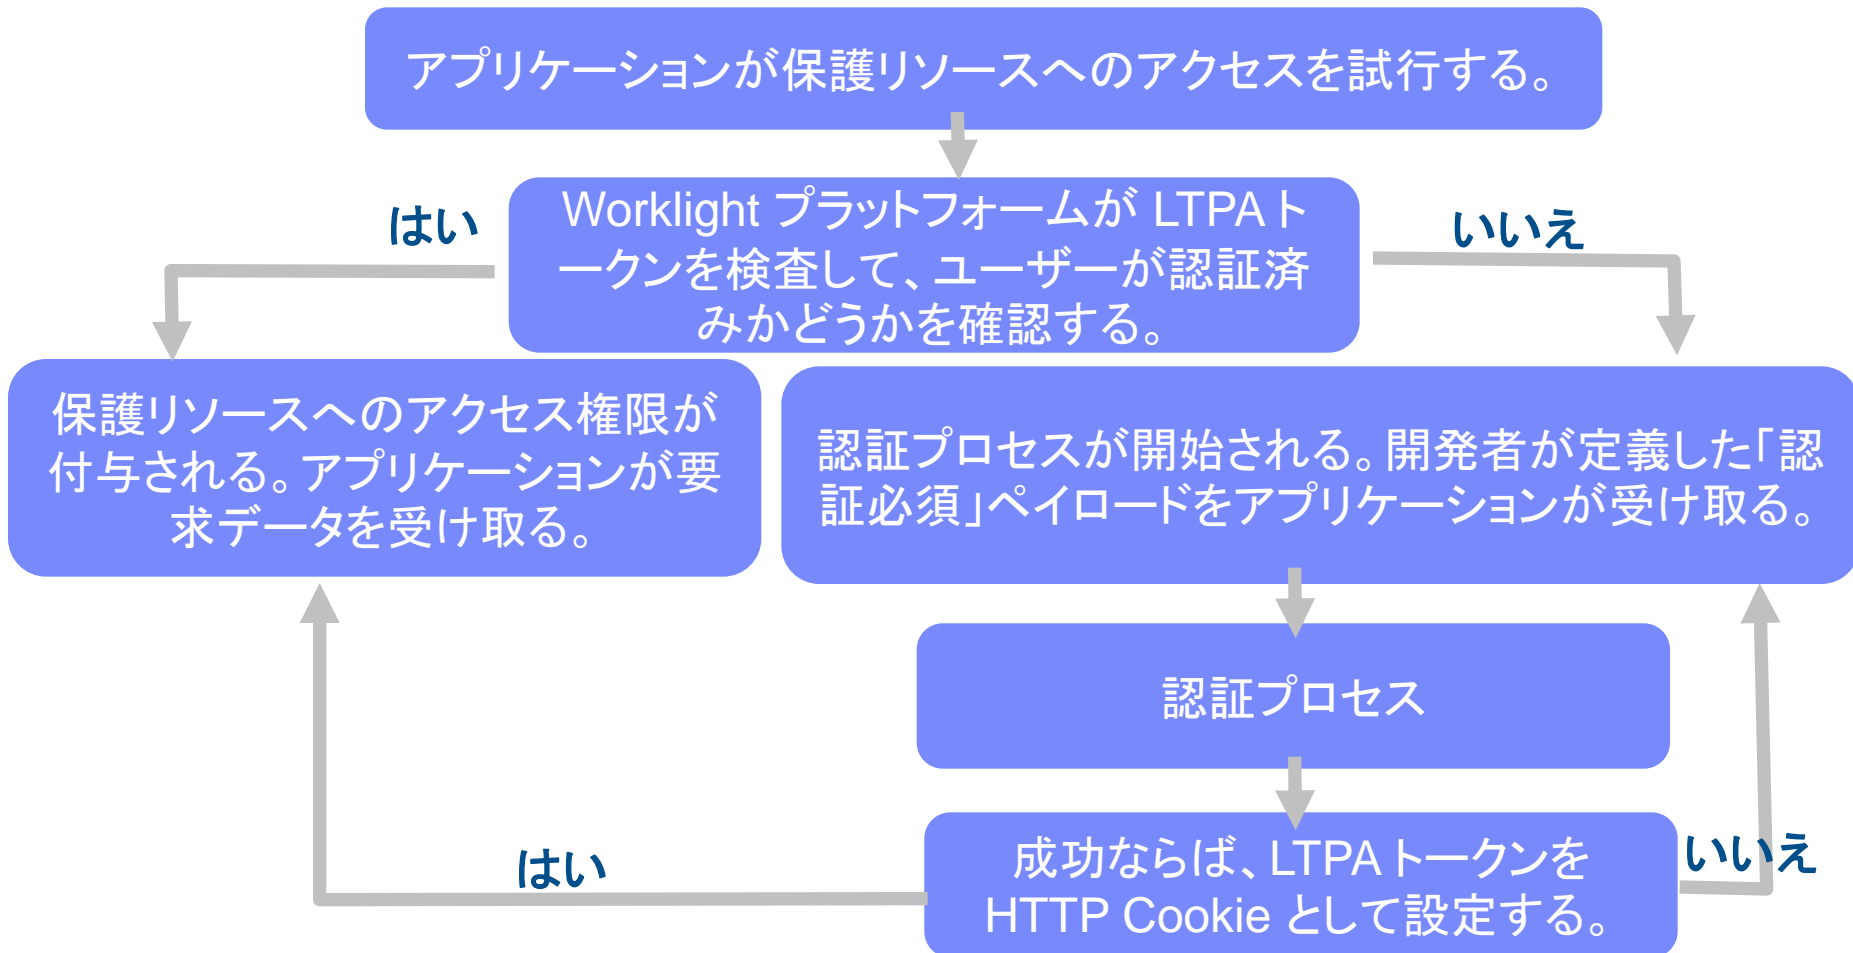 アプリケーションが保護リソースへのアクセスを試行する。
はい
Worklight プラットフォームが LTPA ト
ークンを検査して、ユーザーが認証済
みかどうかを確認する。
いいえ
保護リソースへのアクセス権限が
付与される。アプリケーションが要
求データを受け取る。
認証プロセスが開始される。開発者が定義した「認
証必須」ペイロードをアプリケーションが受け取る。
認証プロセス
はい
成功ならば、LTPA トークンを
HTTP Cookie として設定する。
いいえ